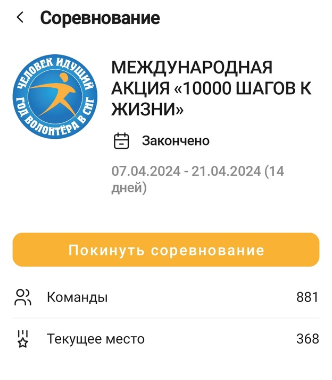 Соревнование
ЧЕЛОВЕК ИДУЩИЙ
ГОД ВОЛОНТЁРА В СНГ
МЕЖДУНАРОДНАЯ
АКЦИЯ «10000 ШАГОВ К
ЖИЗНИ»
Закончено
07.04.2024 - 21.04.2024 (14
дней)
Покинуть соревнование
Команды 881
Текущее место 368